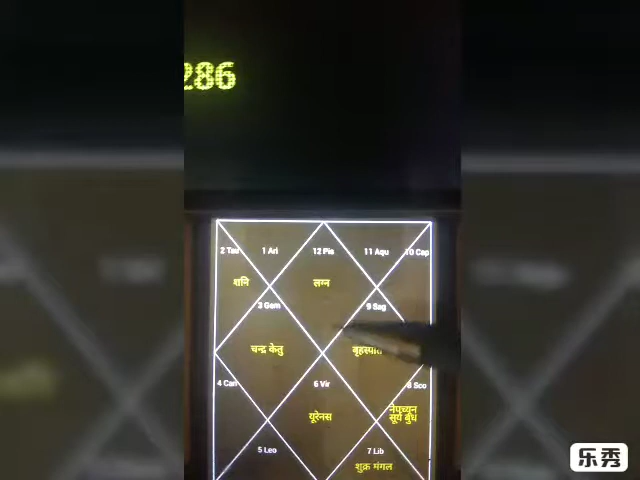 286
2 Tau 1 Ari 12 Pis 11 Aqu 10 Cap
शनि लग्न
3 Gem 9 Sag
चन्द्र केतु बृहस्पति
4 Can 6 Vir 8 Sco
यूरेनस नेपच्यून
सूर्य बुध
5 Leo 7 Lib
शुक्र मंगल
乐秀